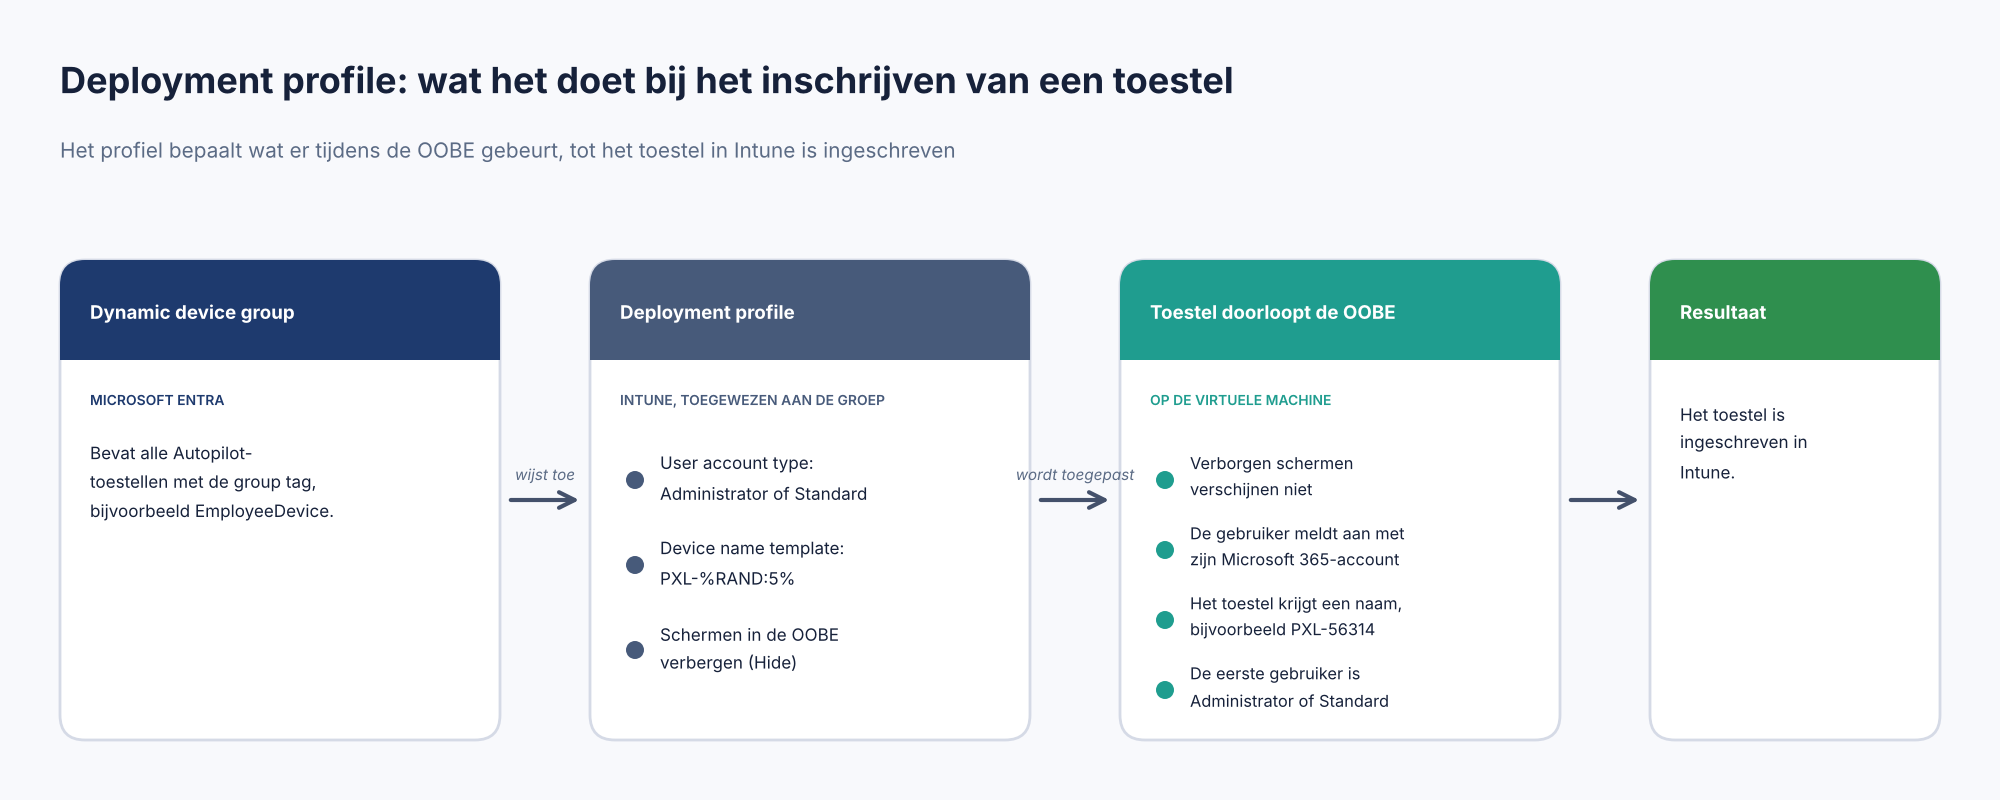 Deployment profile: wat het doet bij het inschrijven van een toestel
Het profiel bepaalt wat er tijdens de OOBE gebeurt, tot het toestel in Intune is ingeschreven
Dynamic device group
MICROSOFT ENTRA
Bevat alle Autopilot-
toestellen met de group tag,
bijvoorbeeld EmployeeDevice.
wijst toe
Deployment profile
INTUNE, TOEGEWEZEN AAN DE GROEP
User account type:
Administrator of Standard
Device name template:
PXL-%RAND:5%
Schermen in de OOBE
verbergen (Hide)
wordt toegepast
Toestel doorloopt de OOBE
OP DE VIRTUELE MACHINE
Verborgen schermen
verschijnen niet
De gebruiker meldt aan met
zijn Microsoft 365-account
Het toestel krijgt een naam,
bijvoorbeeld PXL-56314
De eerste gebruiker is
Administrator of Standard
Resultaat
Het toestel is
ingeschreven in
Intune.